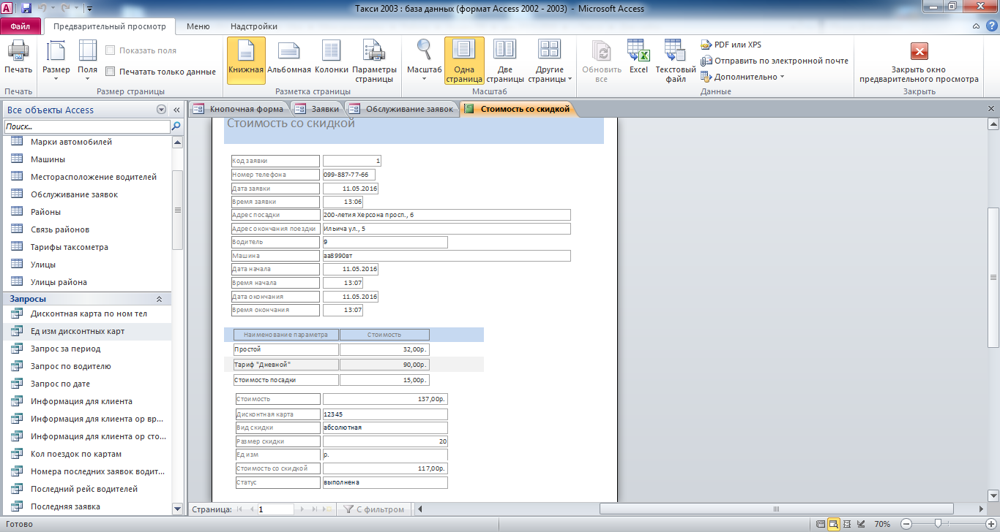 Такси 2003 : база данных (формат Access 2002 - 2003) - Microsoft Access
Файл
Предварительный просмотр
Меню
Надстройки
Печать
Размер
Поля
Показать поля
Печатать только данные
Книжная
Альбомная
Колонки
Параметры страницы
Масштаб
Одна страница
Две страницы
Другие страницы
Обновить все
Excel
Текстовый файл
PDF или XPS
Отправить по электронной почте
Дополнительно
Закрыть окно предварительного просмотра
Печать
Размер страницы
Разметка страницы
Масштаб
Данные
Закрыть
Все объекты Access
Поиск...
Марки автомобилей
Машины
Месторасположение водителей
Обслуживание заявок
Районы
Связь районов
Тарифы таксометра
Улицы
Улицы района
Запросы
Дисконтная карта по ном тел
Ед изм дисконтных карт
Запрос за период
Запрос по водителю
Запрос по дате
Информация для клиента
Информация для клиента ор вр...
Информация для клиента ор сто...
Кол поездок по картам
Номера последних заявок водит...
Последний рейс водителей
Последняя заявка
Кнопочная форма
Заявки
Обслуживание заявок
Стоимость со скидкой
Стоимость со скидкой
Код заявки 1
Номер телефона 099-887-77-66
Дата заявки 11.05.2016
Время заявки 13:06
Адрес посадки 200-летия Херсона просп., 6
Адрес окончания поездки Ильича ул., 5
Водитель 9
Машина аа8990вт
Дата начала 11.05.2016
Время начала 13:07
Дата окончания 11.05.2016
Время окончания 13:07
Наименование параметра Стоимость
Простой 32,00р.
Тариф "Дневной" 90,00р.
Стоимость посадки 15,00р.
Стоимость 137,00р.
Дисконтная карта 12345
Вид скидки абсолютная
Размер скидки 20
Ед изм р.
Стоимость со скидкой 117,00р.
Статус выполнена
Страница: 1
С фильтром
Готово
70%